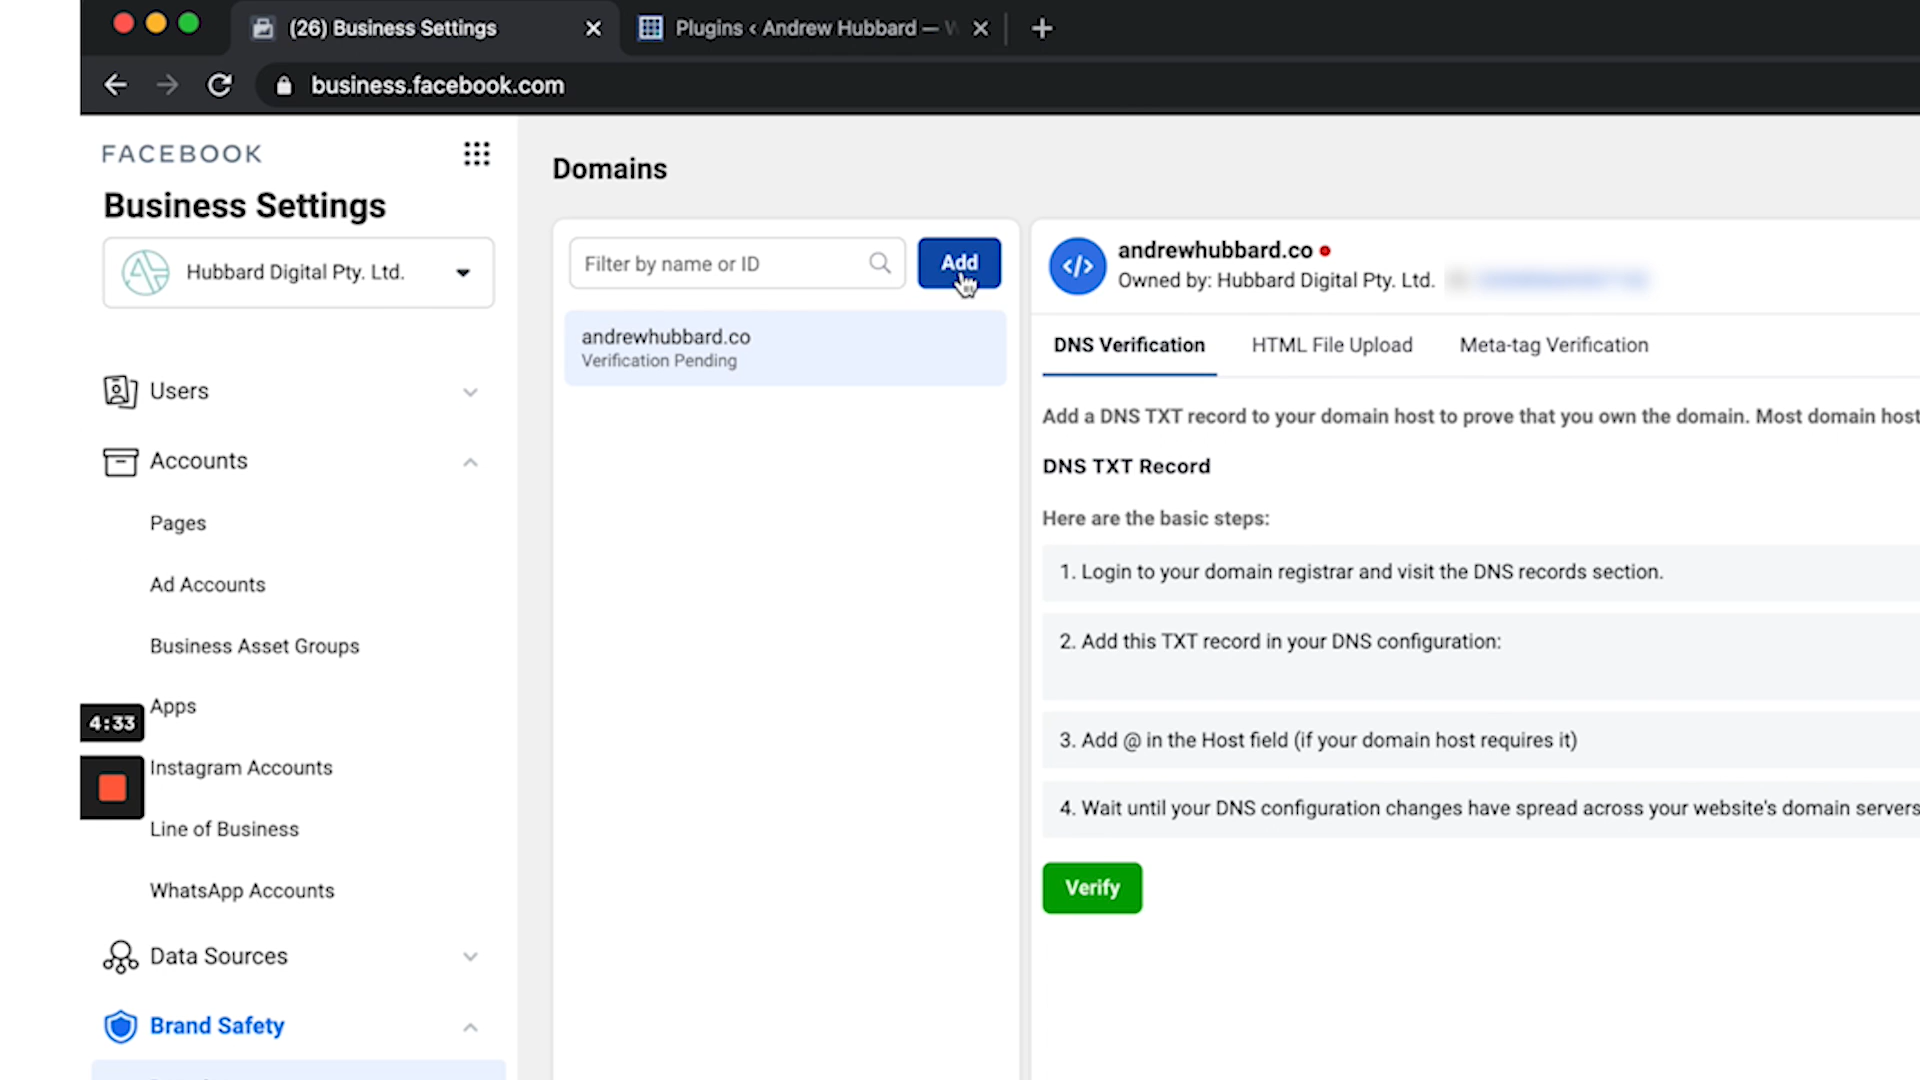 (26) Business Settings
Plugins ‹ Andrew Hubbard —
business.facebook.com
FACEBOOK
Business Settings
Hubbard Digital Pty. Ltd.
Users
Accounts
Pages
Ad Accounts
Business Asset Groups
Apps
4:33
Instagram Accounts
Line of Business
WhatsApp Accounts
Data Sources
Brand Safety
Domains
Filter by name or ID
Add
andrewhubbard.co
Verification Pending
andrewhubbard.co
Owned by: Hubbard Digital Pty. Ltd.
DNS Verification
HTML File Upload
Meta-tag Verification
Add a DNS TXT record to your domain host to prove that you own the domain. Most domain host
DNS TXT Record
Here are the basic steps:
1. Login to your domain registrar and visit the DNS records section.
2. Add this TXT record in your DNS configuration:
3. Add @ in the Host field (if your domain host requires it)
4. Wait until your DNS configuration changes have spread across your website's domain servers
Verify